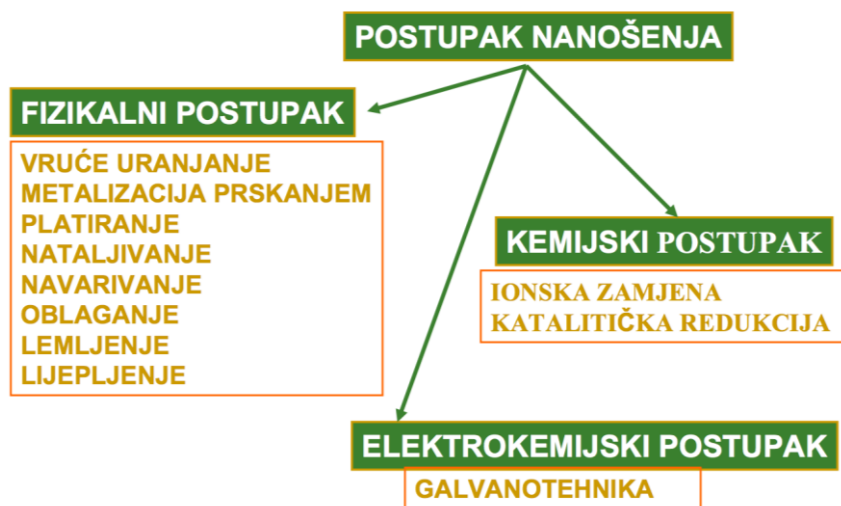 POSTUPAK NANOŠENJA
FIZIKALNI POSTUPAK
VRUĆE URANJANJE
METALIZACIJA PRSKANJEM
PLATIRANJE
NATALJIVANJE
NAVARIVANJE
OBLAGANJE
LEMLJENJE
LIJEPLJENJE
KEMIJSKI POSTUPAK
IONSKA ZAMJENA
KATALITIČKA REDUKCIJA
ELEKTROKEMIJSKI POSTUPAK
GALVANOTEHNIKA